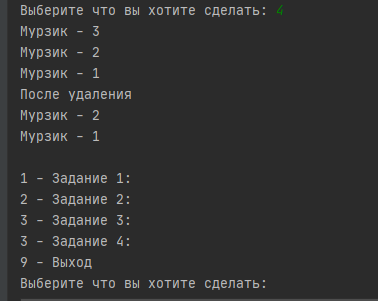 Выберите что вы хотите сделать: 4
Мурзик - 3
Мурзик - 2
Мурзик - 1
После удаления
Мурзик - 2
Мурзик - 1
1 - Задание 1:
2 - Задание 2:
3 - Задание 3:
3 - Задание 4:
9 - Выход
Выберите что вы хотите сделать: